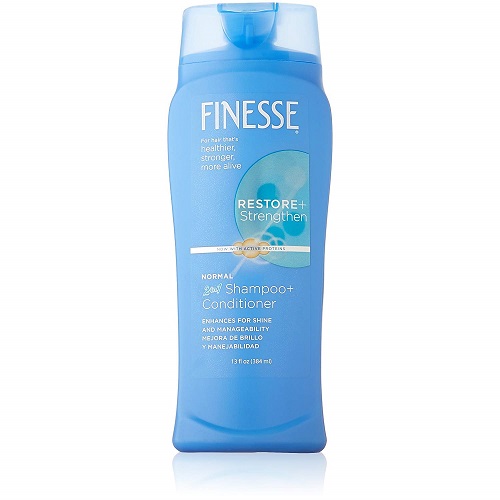 FINESSE®
For hair that's
healthier,
stronger,
more alive
RESTORE+
Strengthen
NOW WITH ACTIVE PROTEINS
NORMAL
2in1 Shampoo+
Conditioner
ENHANCES FOR SHINE
AND MANAGEABILITY
MEJORA DE BRILLO
Y MANEJABILIDAD
13 fl oz (384 ml)